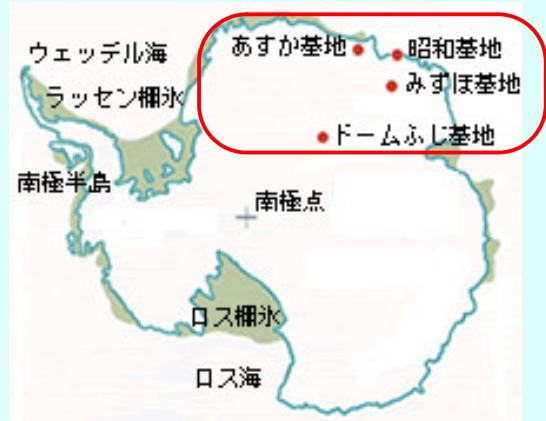 あすか基地
昭和基地
ウェッデル海
みずほ基地
ラッセン棚氷
ドームふじ基地
南極半島
南極点
ロス棚氷
ロス海